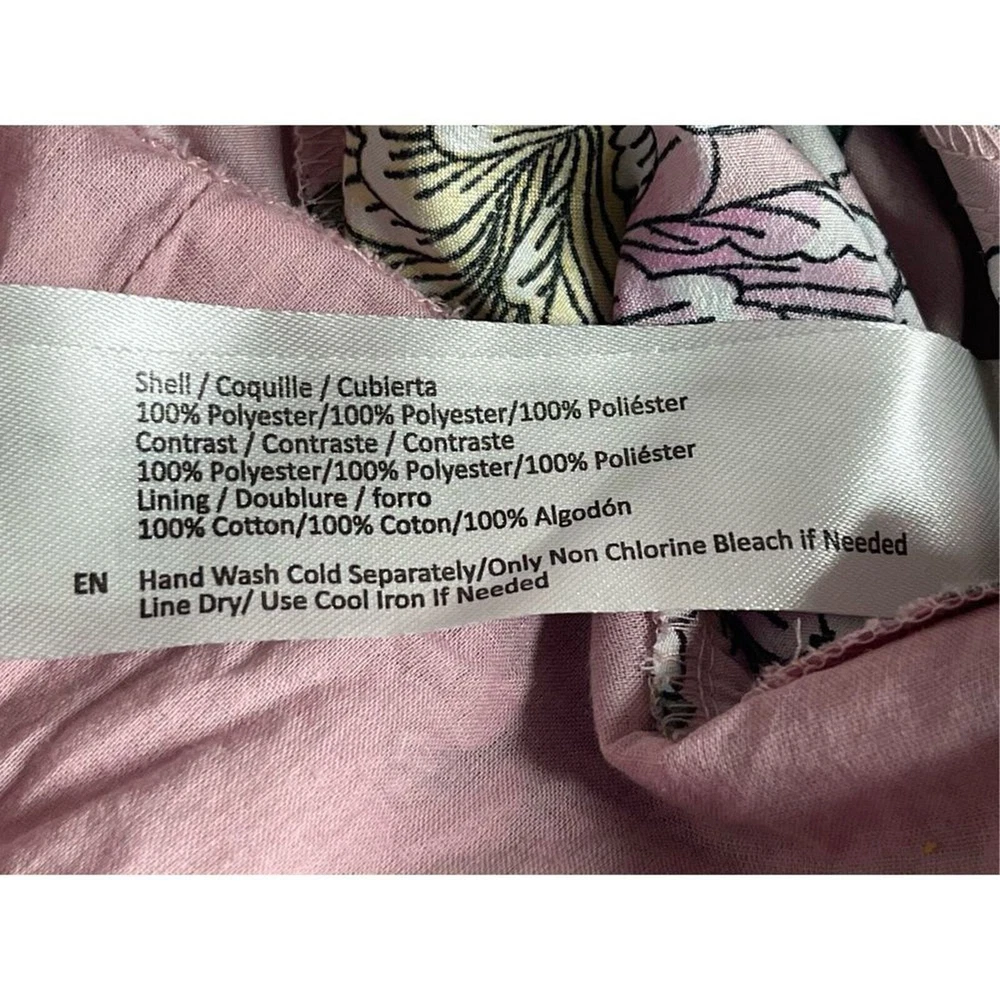 Shell / Coquille / Cubierta
100% Polyester/100% Polyester/100% Poliéster
Contrast / Contraste / Contraste
100% Polyester/100% Polyester/100% Poliéster
Lining / Doublure / forro
100% Cotton/100% Coton/100% Algodón
EN Hand Wash Cold Separately/Only Non Chlorine Bleach if Needed
Line Dry/ Use Cool Iron If Needed